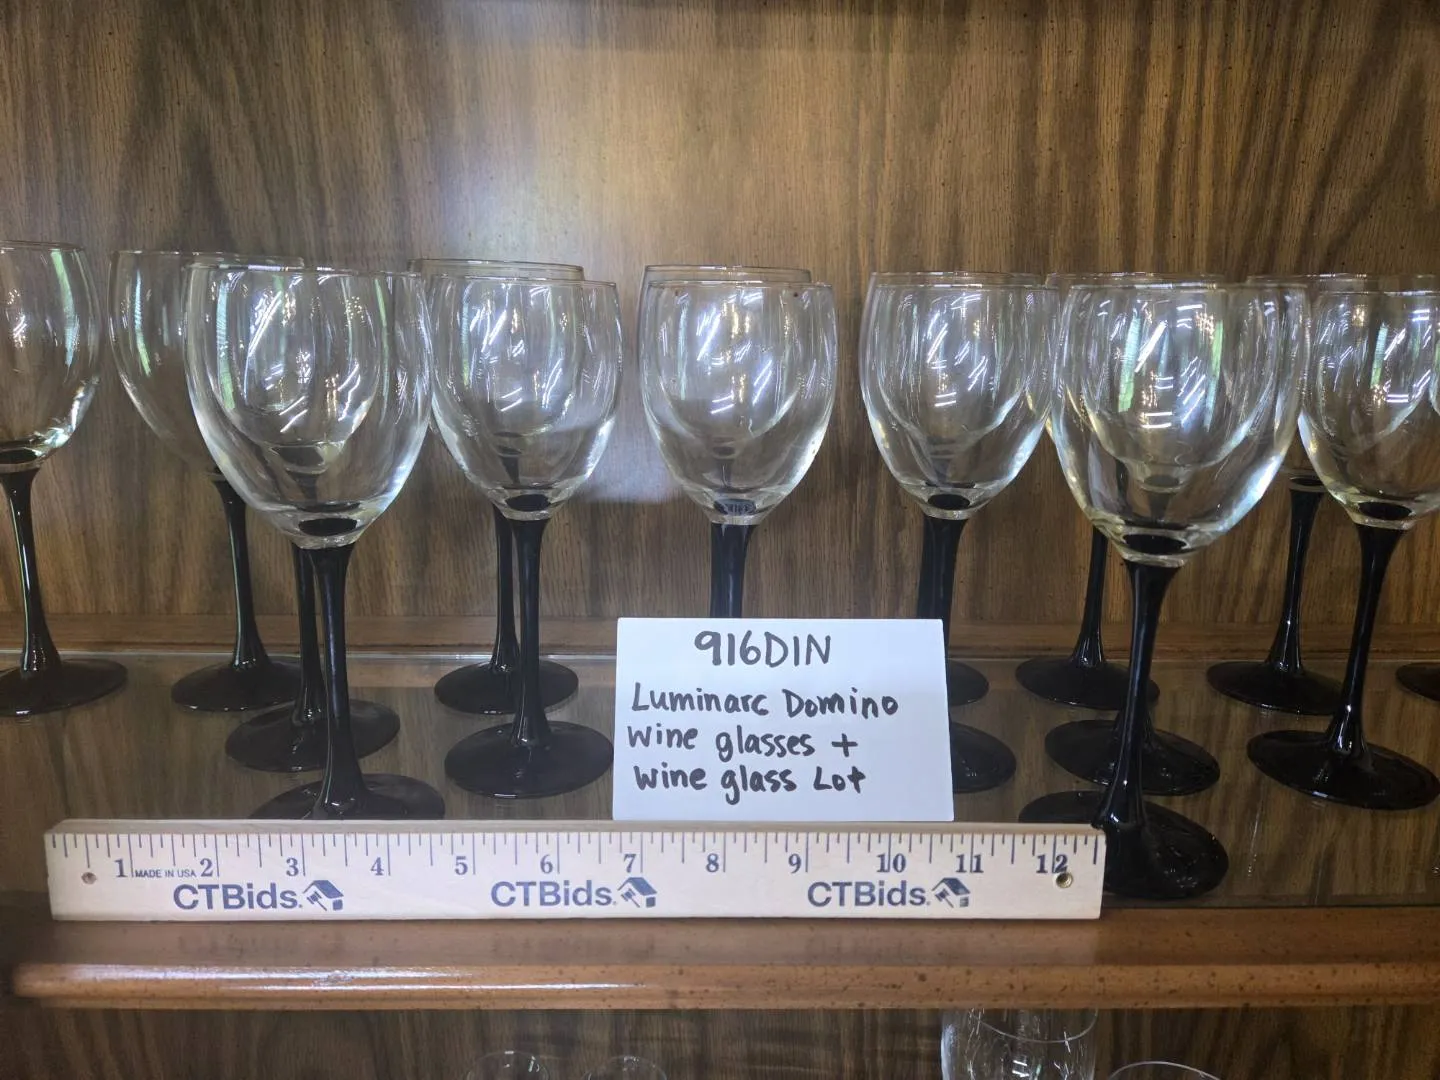 916DIN
Luminarc Domino
wine glasses +
wine glass Lot
1 MADE IN USA 2 3 4 5 6 7 8 9 10 11 12
CTBids. CTBids. CTBids.